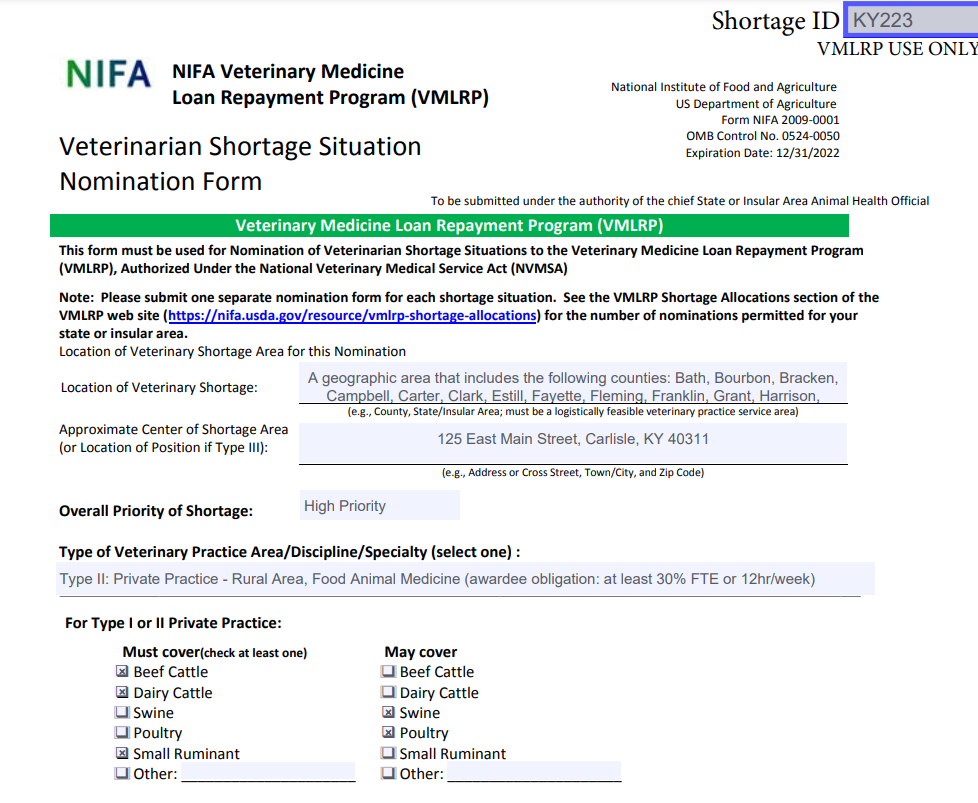 Shortage ID KY223
VMLRP USE ONLY
NIFA NIFA Veterinary Medicine
Loan Repayment Program (VMLRP)
National Institute of Food and Agriculture
US Department of Agriculture
Form NIFA 2009-0001
OMB Control No. 0524-0050
Expiration Date: 12/31/2022
Veterinarian Shortage Situation
Nomination Form
To be submitted under the authority of the chief State or Insular Area Animal Health Official
Veterinary Medicine Loan Repayment Program (VMLRP)
This form must be used for Nomination of Veterinarian Shortage Situations to the Veterinary Medicine Loan Repayment Program
(VMLRP), Authorized Under the National Veterinary Medical Service Act (NVMSA)
Note: Please submit one separate nomination form for each shortage situation. See the VMLRP Shortage Allocations section of the
VMLRP web site (https://nifa.usda.gov/resource/vmlrp-shortage-allocations) for the number of nominations permitted for your
state or insular area.
Location of Veterinary Shortage Area for this Nomination
Location of Veterinary Shortage:
A geographic area that includes the following counties: Bath, Bourbon, Bracken,
Campbell, Carter, Clark, Estill, Fayette, Fleming, Franklin, Grant, Harrison,
(e.g., County, State/Insular Area; must be a logistically feasible veterinary practice service area)
Approximate Center of Shortage Area
(or Location of Position if Type III):
125 East Main Street, Carlisle, KY 40311
(e.g., Address or Cross Street, Town/City, and Zip Code)
Overall Priority of Shortage: High Priority
Type of Veterinary Practice Area/Discipline/Specialty (select one) :
Type II: Private Practice - Rural Area, Food Animal Medicine (awardee obligation: at least 30% FTE or 12hr/week)
For Type I or II Private Practice:
Must cover(check at least one)
Beef Cattle
Dairy Cattle
Swine
Poultry
Small Ruminant
Other:
May cover
Beef Cattle
Dairy Cattle
Swine
Poultry
Small Ruminant
Other: